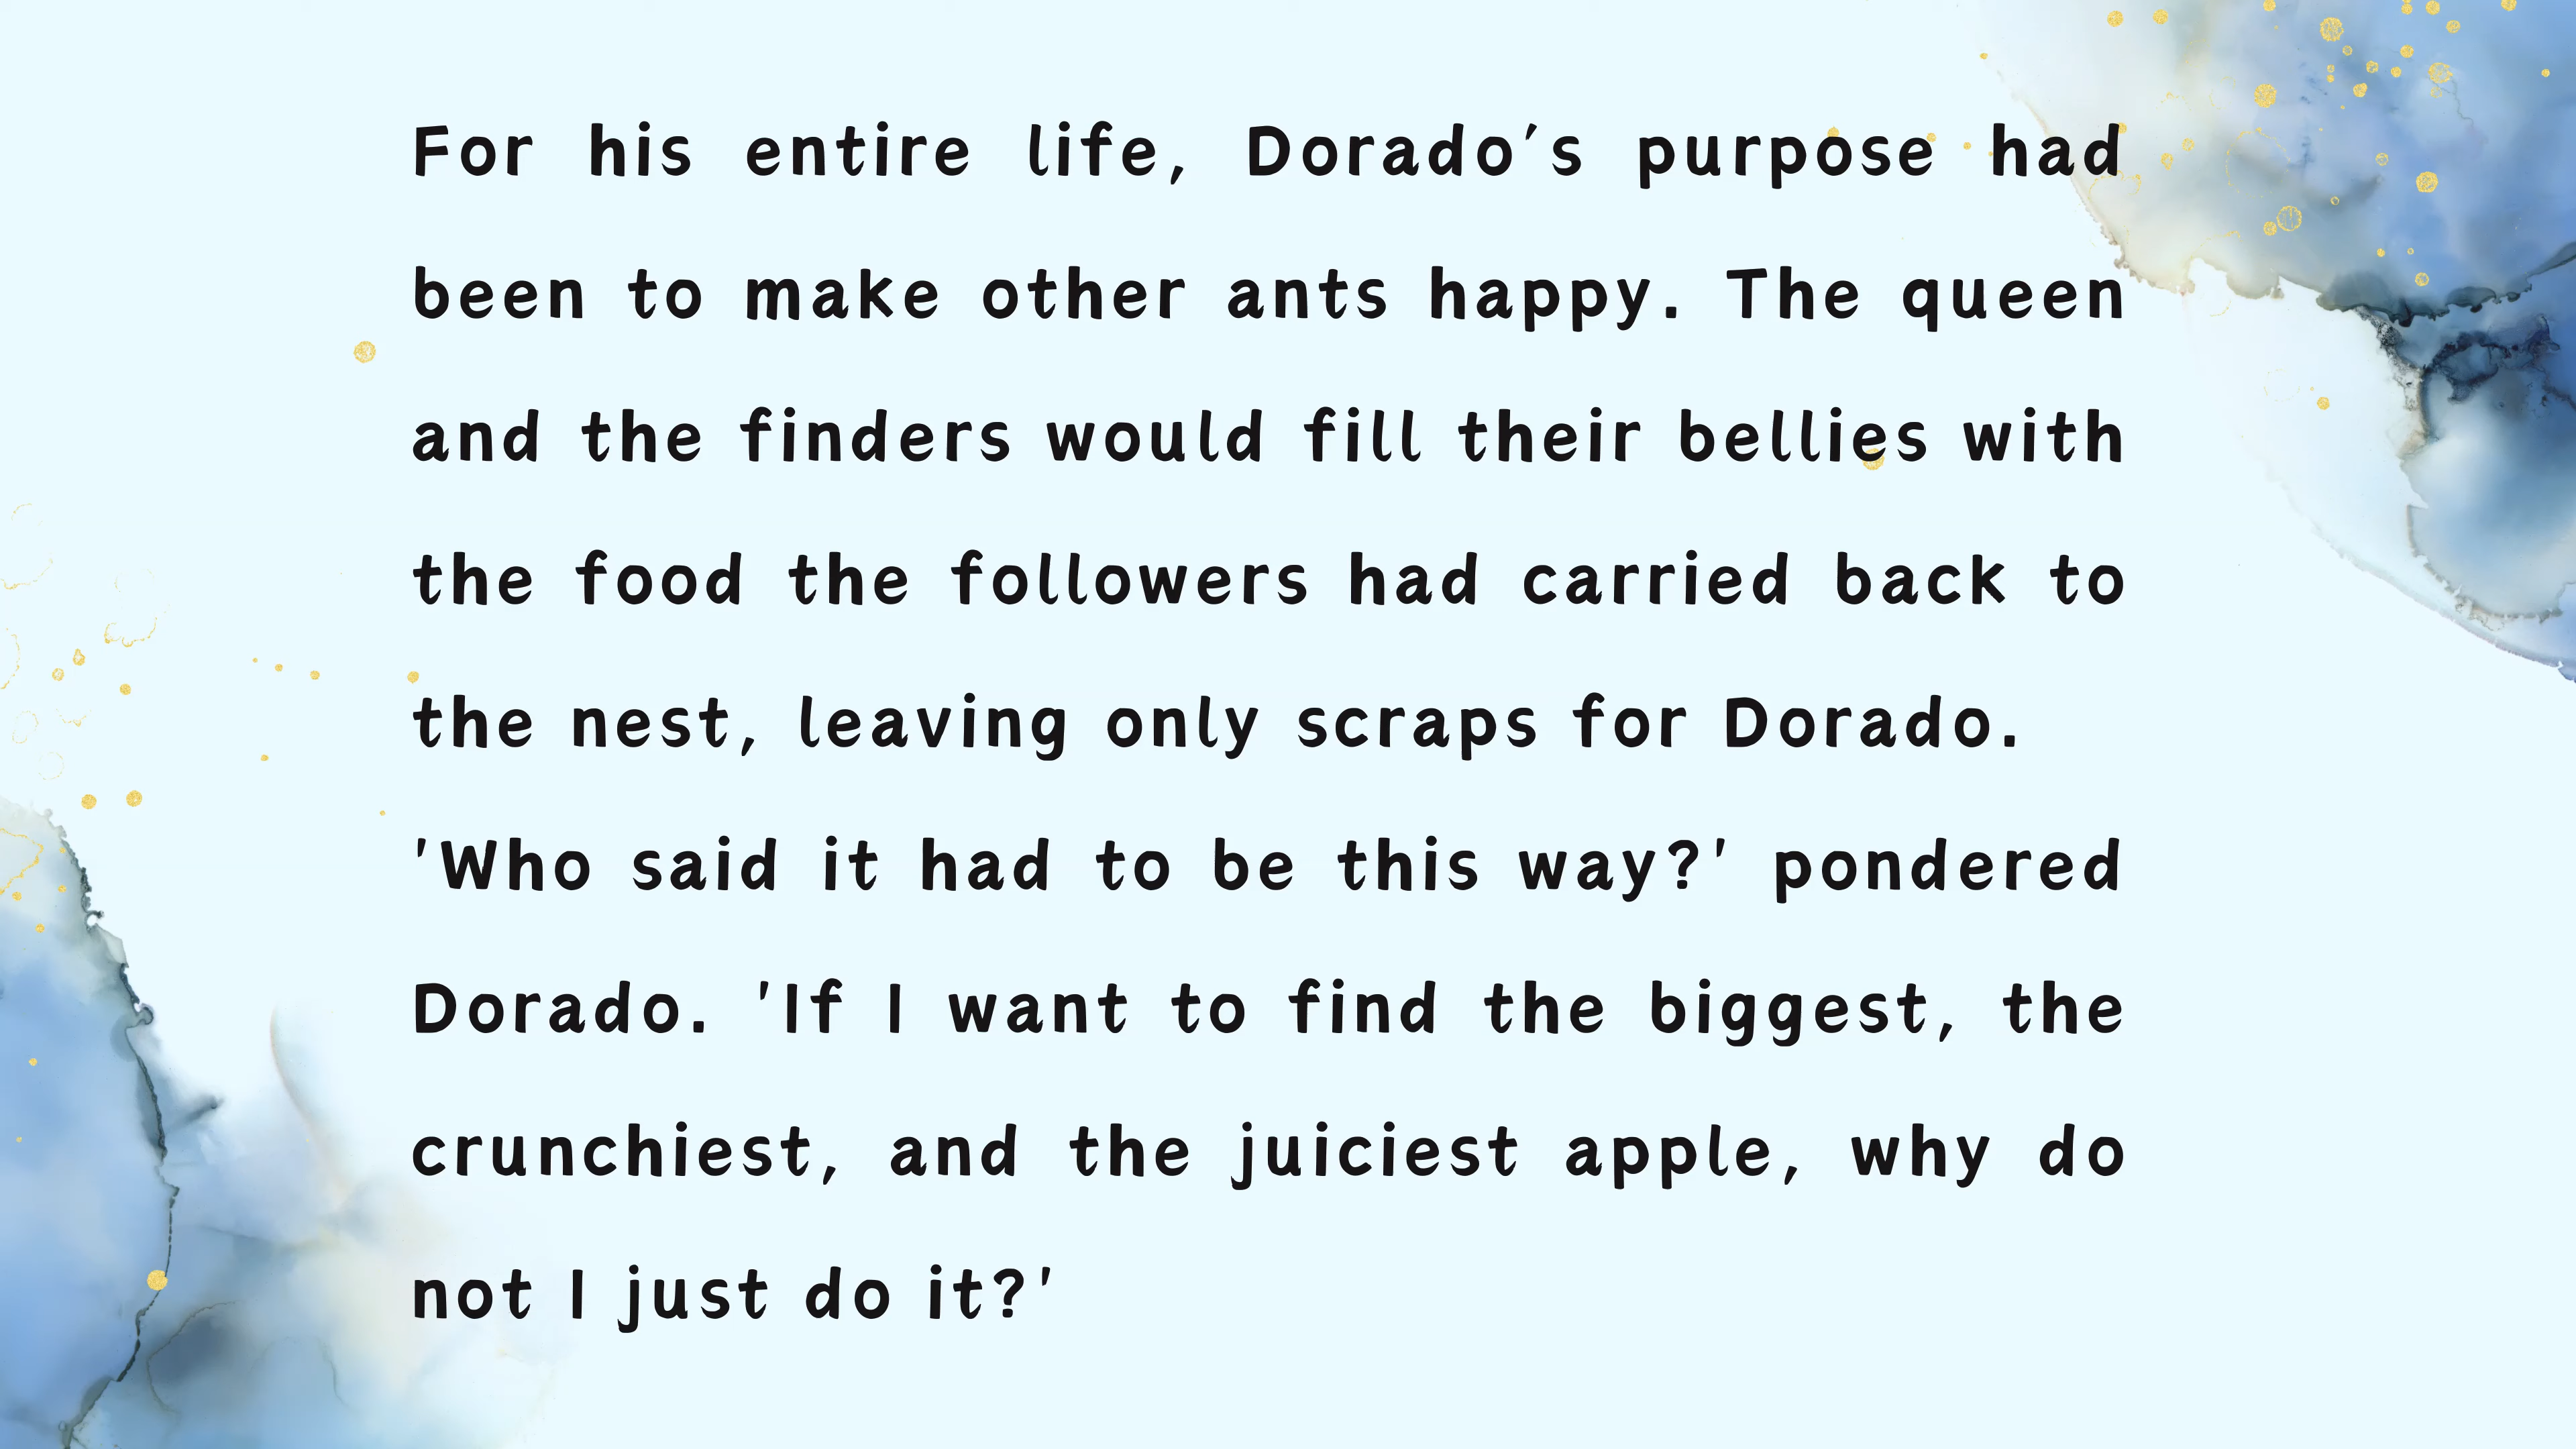 For his entire life, Dorado's purpose had
been to make other ants happy. The queen
and the finders would fill their bellies with
the food the followers had carried back to
the nest, leaving only scraps for Dorado.
'Who said it had to be this way?' pondered
Dorado. 'If I want to find the biggest, the
crunchiest, and the juiciest apple, why do
not I just do it?'